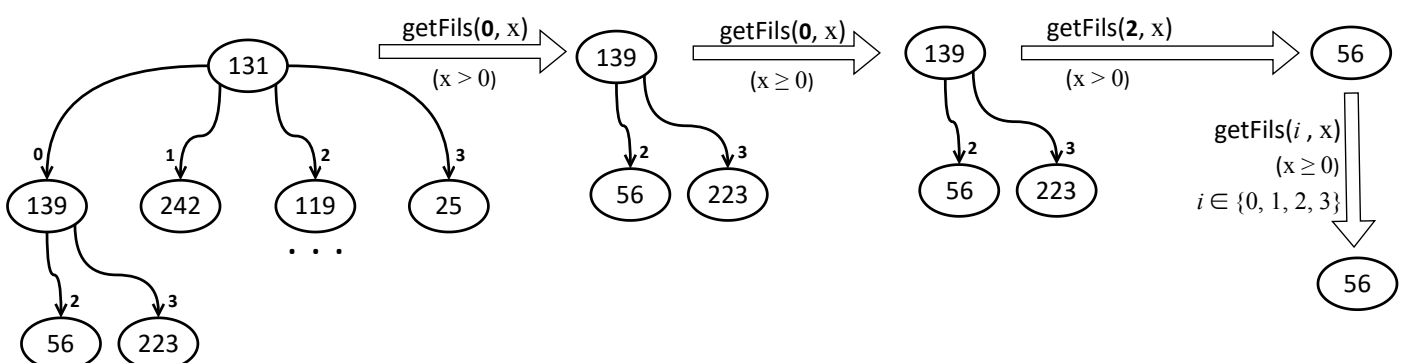 getFils(0, x)
(x > 0)
getFils(0, x)
(x ≥ 0)
getFils(2, x)
(x > 0)
131
139
139
56
0
1
2
3
139
242
119
25
. . .
2
3
56
223
2
3
56
223
2
3
56
223
getFils(i , x)
(x ≥ 0)
i ∈ {0, 1, 2, 3}
56